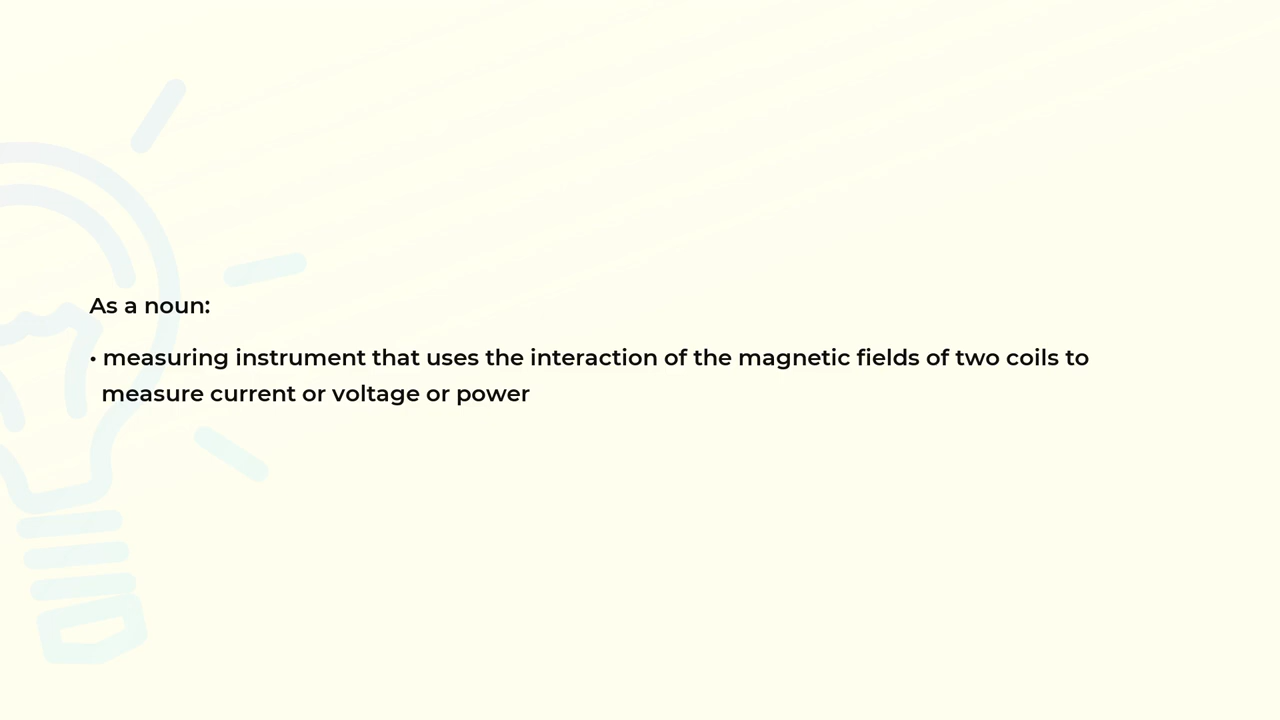 As a noun:
• measuring instrument that uses the interaction of the magnetic fields of two coils to
measure current or voltage or power